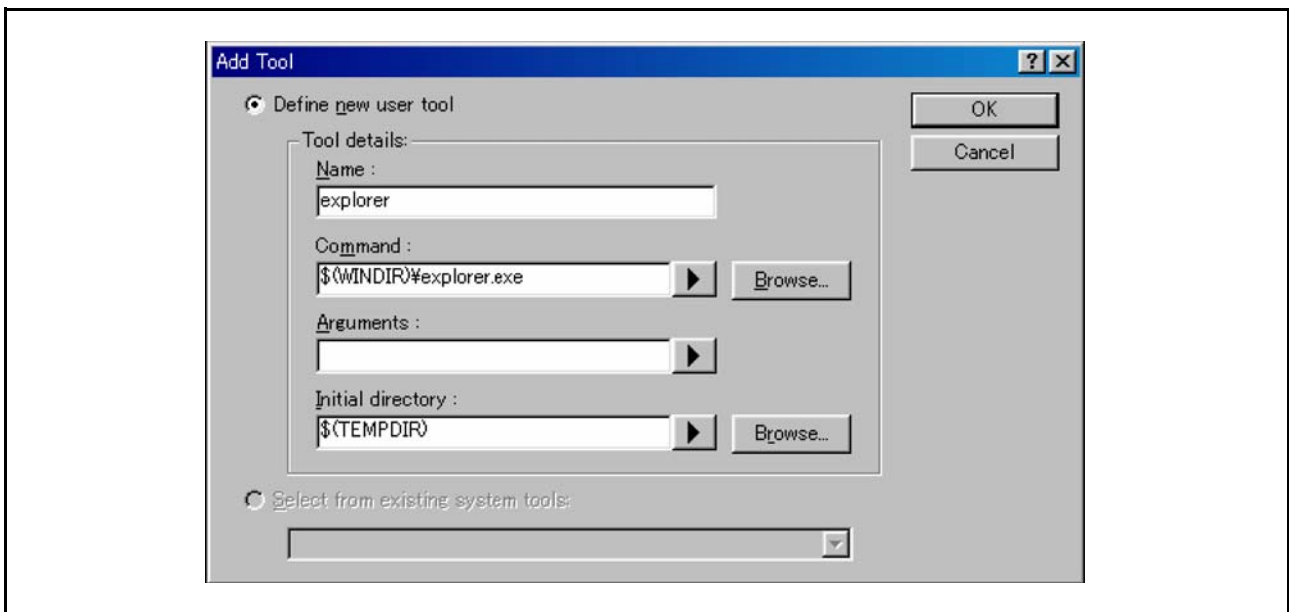 Add Tool
Define new user tool
OK
Cancel
Tool details:
Name :
explorer
Command :
$(WINDIR)¥explorer.exe
Browse...
Arguments :
Initial directory :
$(TEMPDIR)
Browse...
Select from existing system tools: